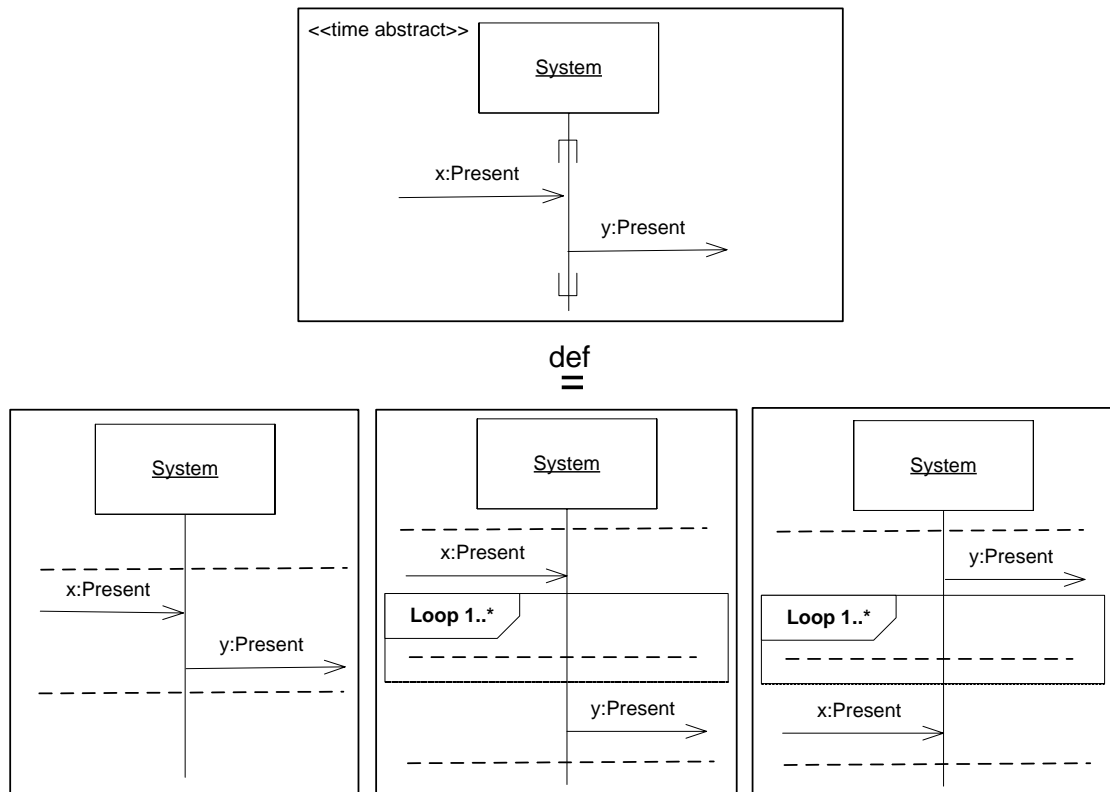 <<time abstract>>
System
x:Present
y:Present
def
=
System
x:Present
y:Present
System
x:Present
Loop 1..*
y:Present
System
y:Present
Loop 1..*
x:Present